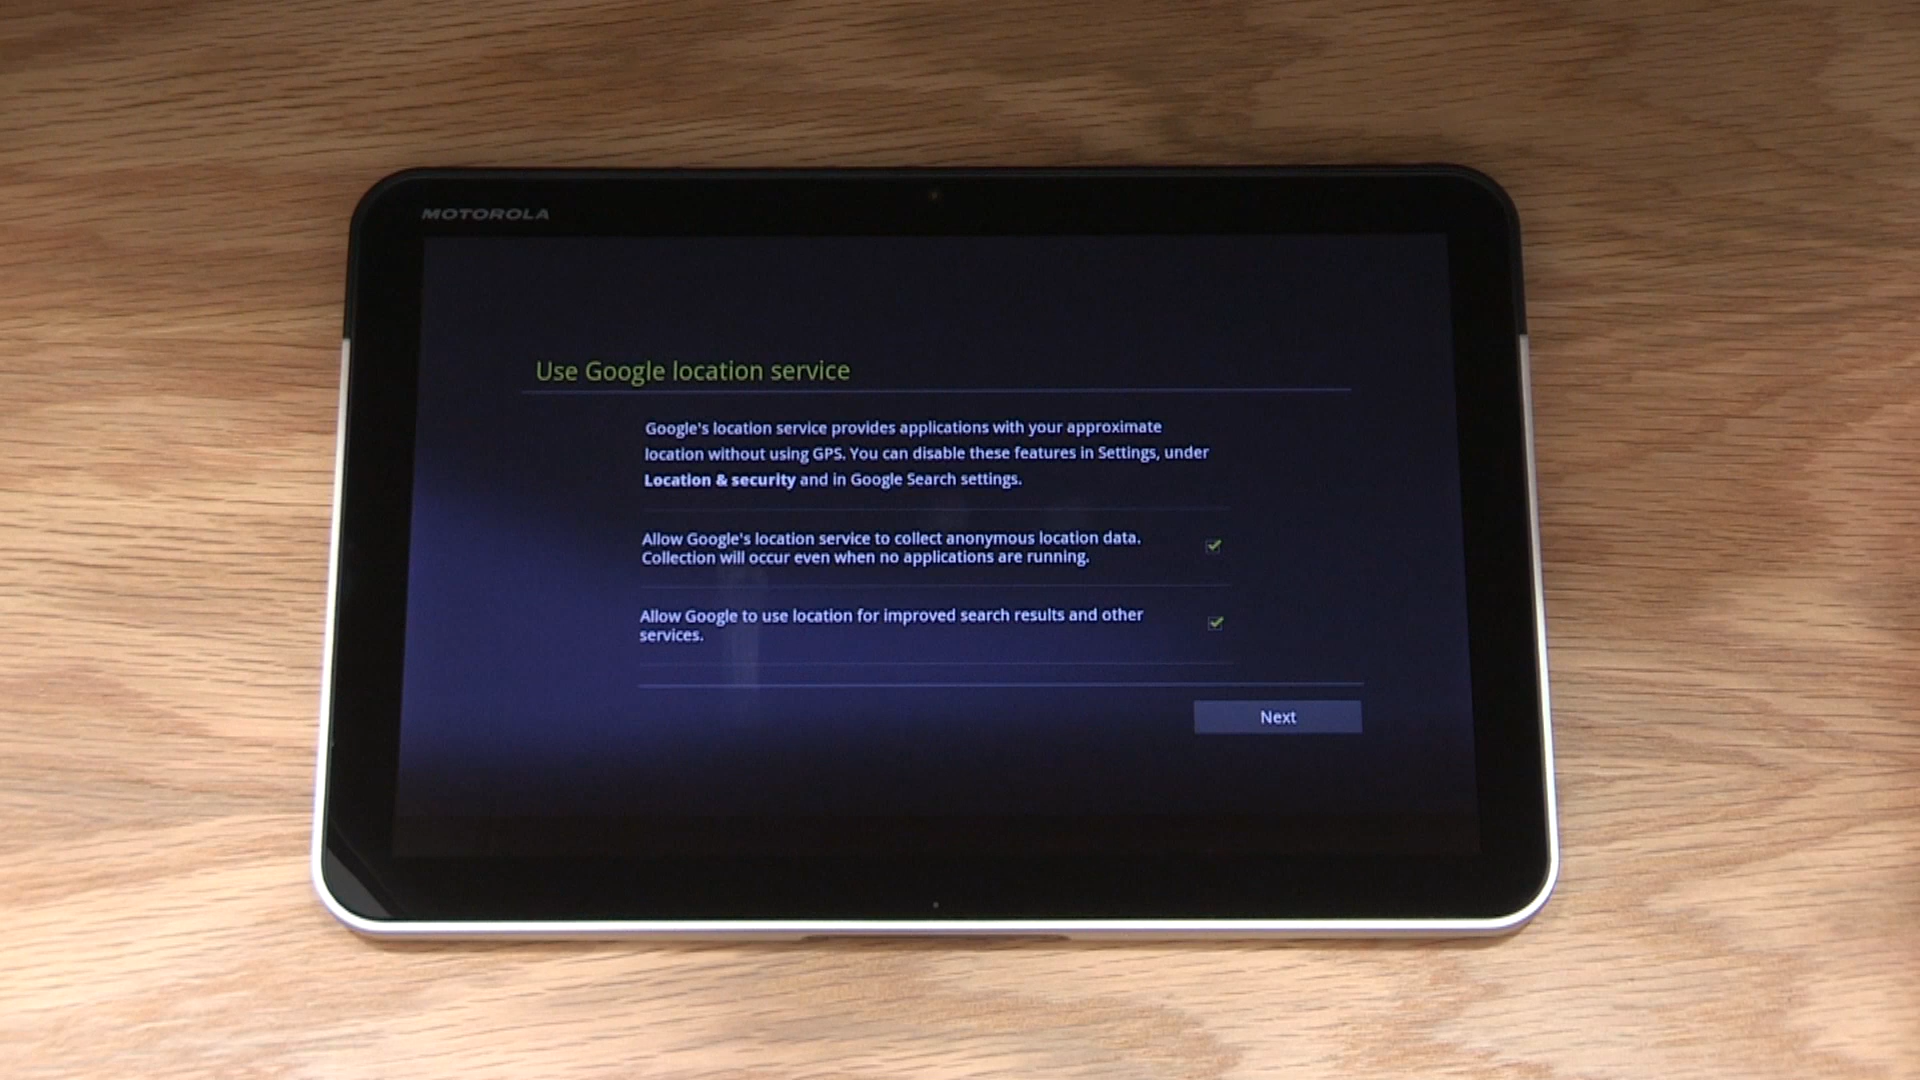 MOTOROLA
Use Google location service
Google's location service provides applications with your approximate
location without using GPS. You can disable these features in Settings, under
Location & security and in Google Search settings.
Allow Google's location service to collect anonymous location data.
Collection will occur even when no applications are running.
Allow Google to use location for improved search results and other
services.
Next